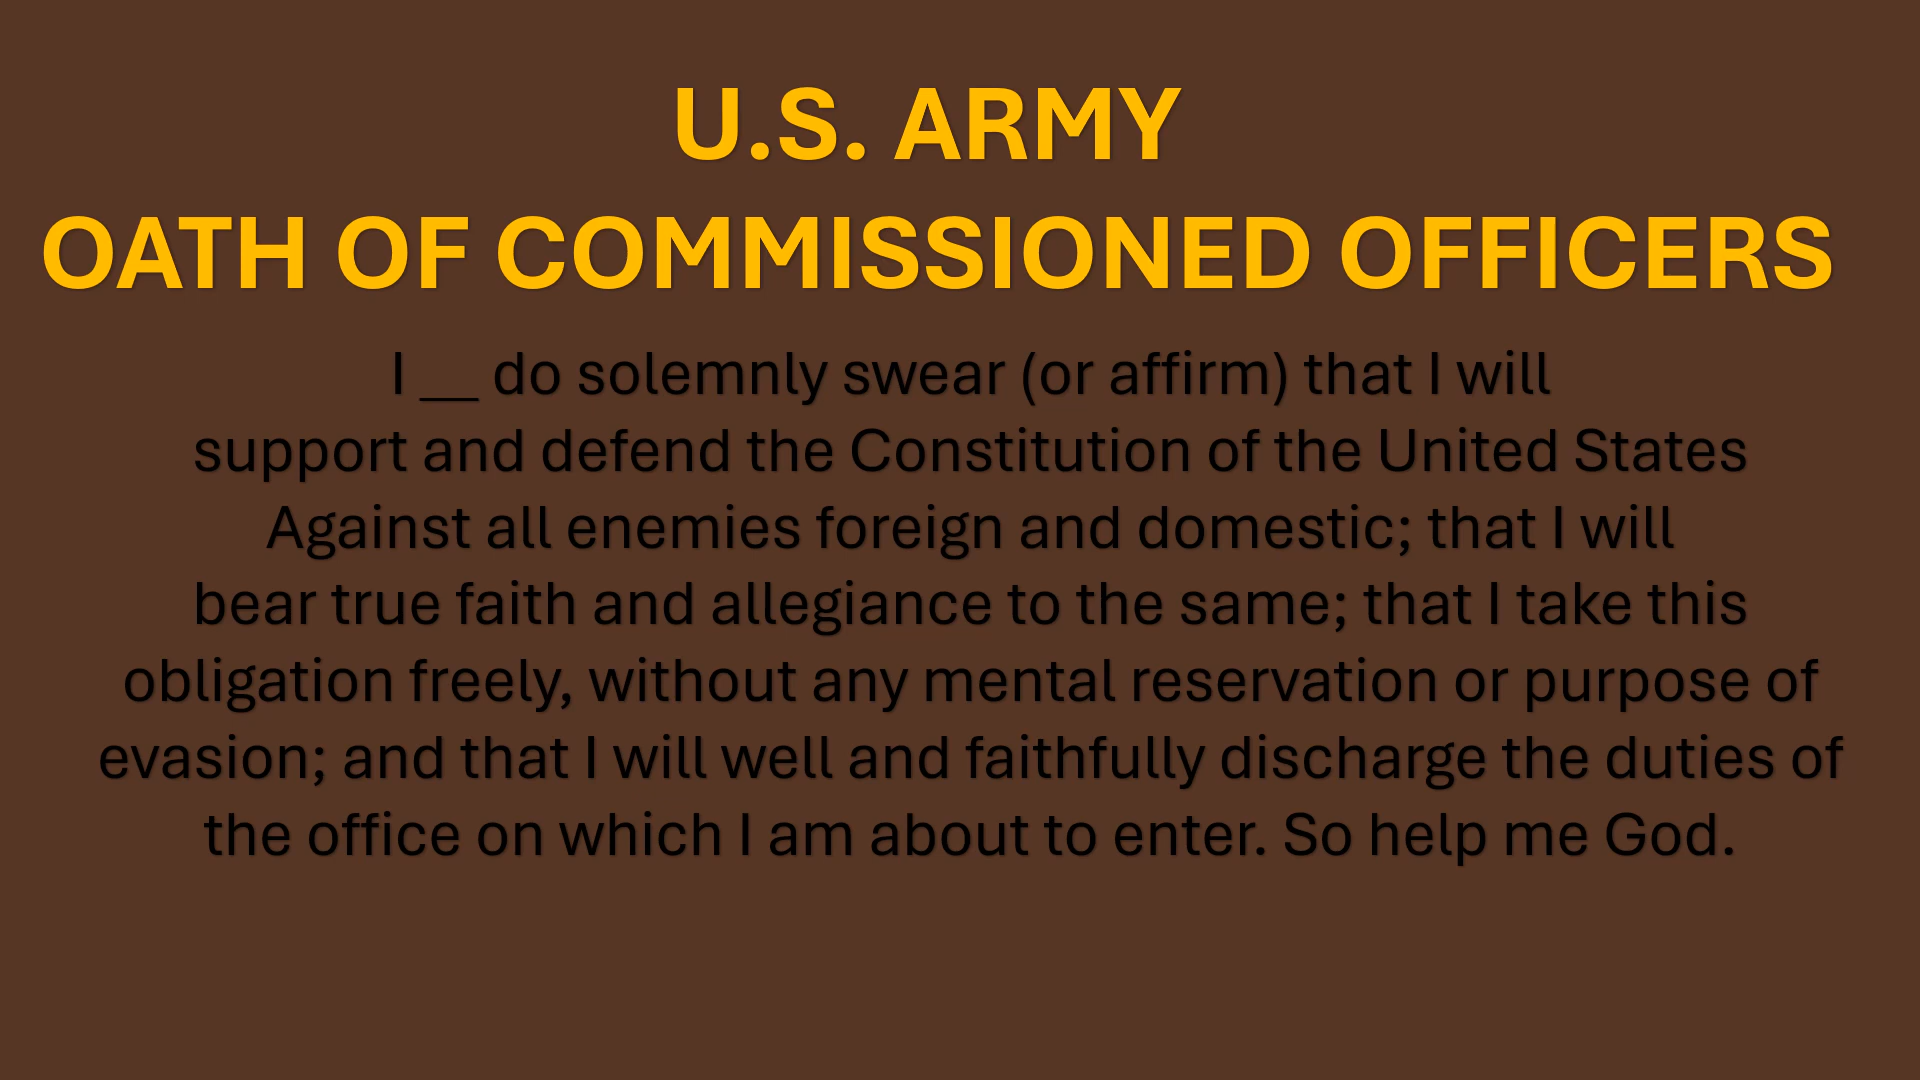 U.S. ARMY
OATH OF COMMISSIONED OFFICERS
I __ do solemnly swear (or affirm) that I will
support and defend the Constitution of the United States
Against all enemies foreign and domestic; that I will
bear true faith and allegiance to the same; that I take this
obligation freely, without any mental reservation or purpose of
evasion; and that I will well and faithfully discharge the duties of
the office on which I am about to enter. So help me God.